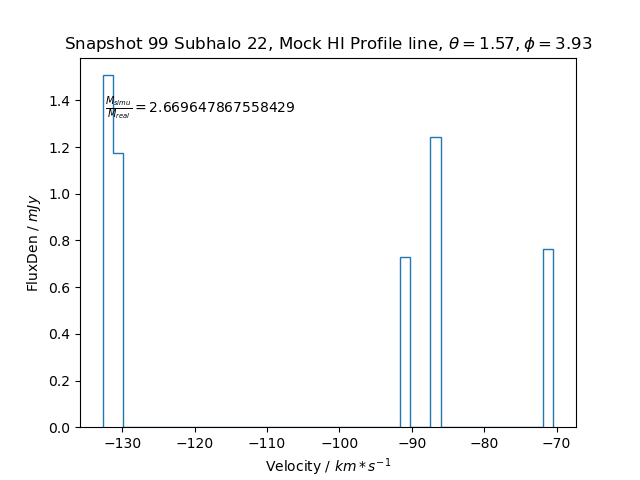 Snapshot 99 Subhalo 22, Mock HI Profile line, θ = 1.57, ϕ = 3.93
M_simu/M_real = 2.669647867558429
FluxDen / mJy
1.4
1.2
1.0
0.8
0.6
0.4
0.2
0.0
−130 −120 −110 −100 −90 −80 −70
Velocity / km * s⁻¹